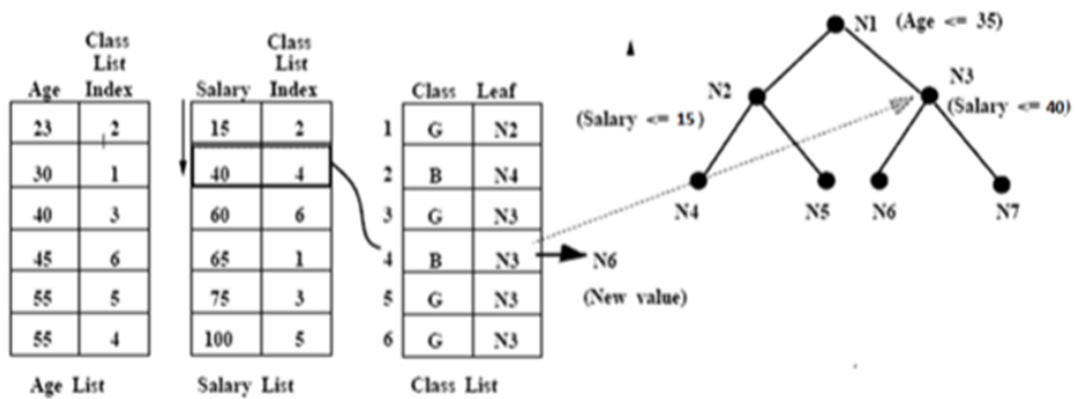 Class List Index
Age
23 2
30 1
40 3
45 6
55 5
55 4
Age List
Class List Index
Salary
15 2
40 4
60 6
65 1
75 3
100 5
Salary List
Class Leaf
1 G N2
2 B N4
3 G N3
4 B N3
5 G N3
6 G N3
Class List
N6
(New value)
N1 (Age <= 35)
N2
(Salary <= 15)
N3
(Salary <= 40)
N4
N5
N6
N7